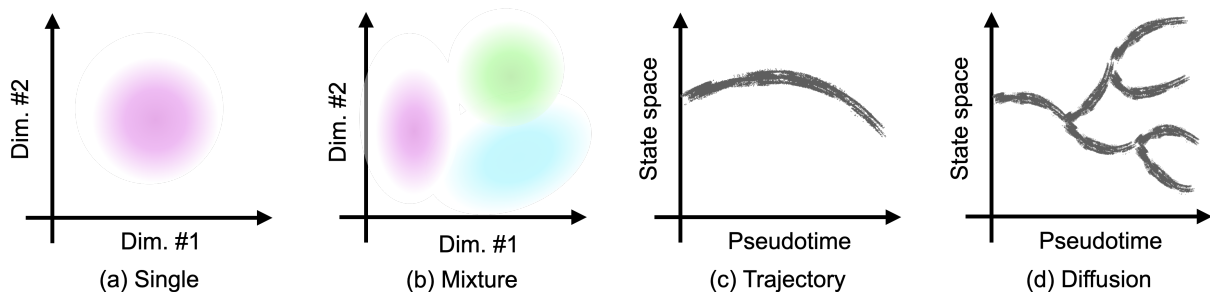 Dim. #2
Dim. #1
(a) Single
Dim. #2
Dim. #1
(b) Mixture
State space
Pseudotime
(c) Trajectory
State space
Pseudotime
(d) Diffusion